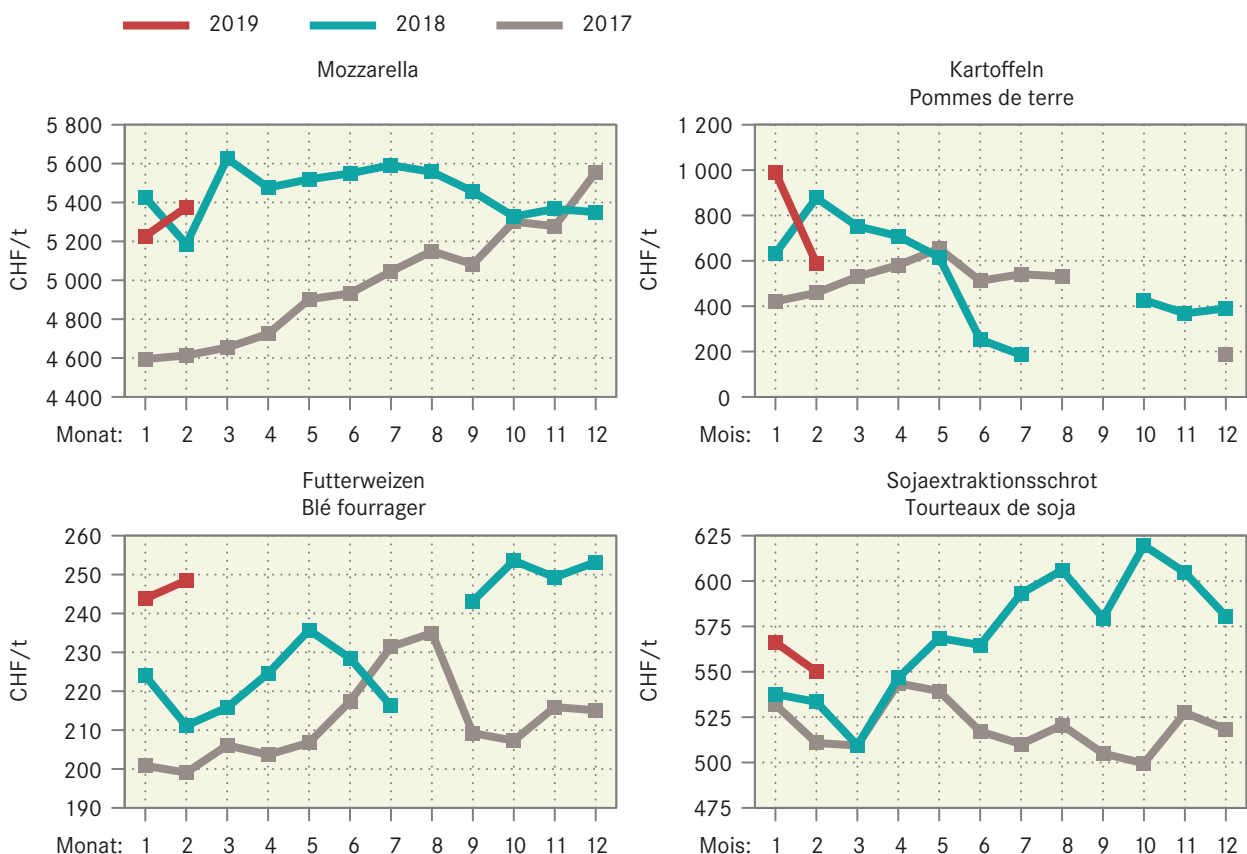 2019 2018 2017
Mozzarella
CHF/t
5 800
5 600
5 400
5 200
5 000
4 800
4 600
4 400
Monat: 1 2 3 4 5 6 7 8 9 10 11 12
Kartoffeln
Pommes de terre
CHF/t
1 200
1 000
800
600
400
200
0
Mois: 1 2 3 4 5 6 7 8 9 10 11 12
Futterweizen
Blé fourrager
CHF/t
260
250
240
230
220
210
200
190
Monat: 1 2 3 4 5 6 7 8 9 10 11 12
Sojaextraktionsschrot
Tourteaux de soja
CHF/t
625
600
575
550
525
500
475
Mois: 1 2 3 4 5 6 7 8 9 10 11 12